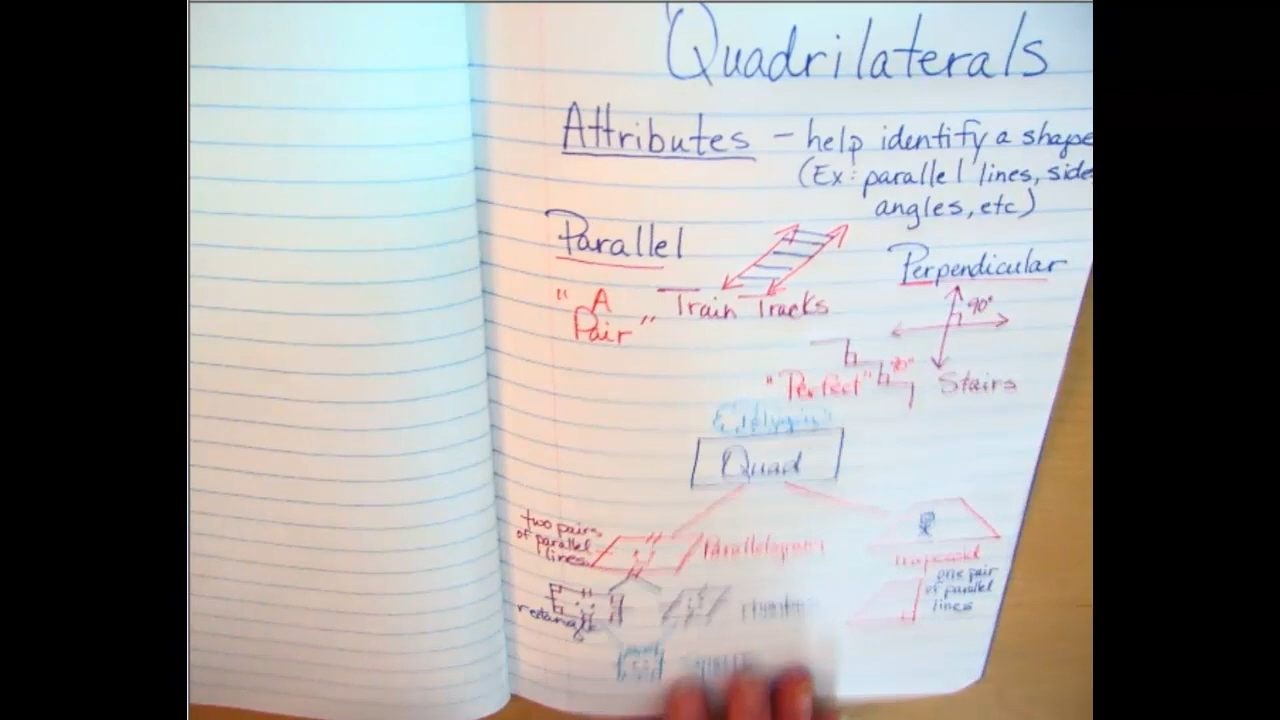 Quadrilaterals
Attributes - help identify a shape
(Ex: parallel lines, side
angles, etc)
Parallel
Perpendicular
90°
" A
Pair "
Train Tracks
"Perfect"
Stairs
Quad
two pairs
of parallel
lines
Parallelogram
one pair
of parallel
lines
rectangle